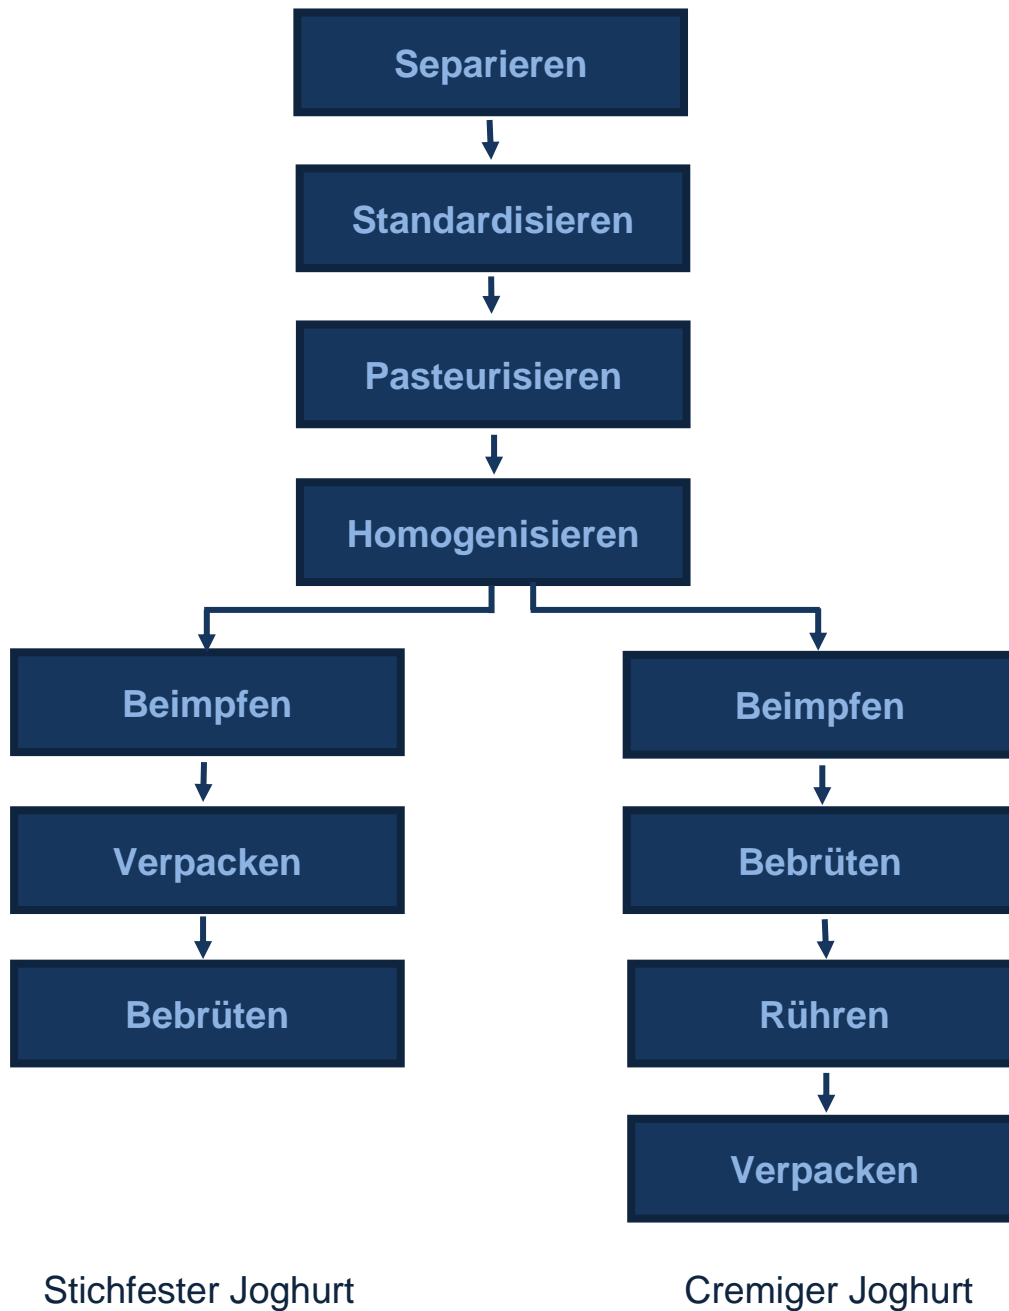 Separieren
Standardisieren
Pasteurisieren
Homogenisieren
Beimpfen
Verpacken
Bebrüten
Stichfester Joghurt
Beimpfen
Bebrüten
Rühren
Verpacken
Cremiger Joghurt